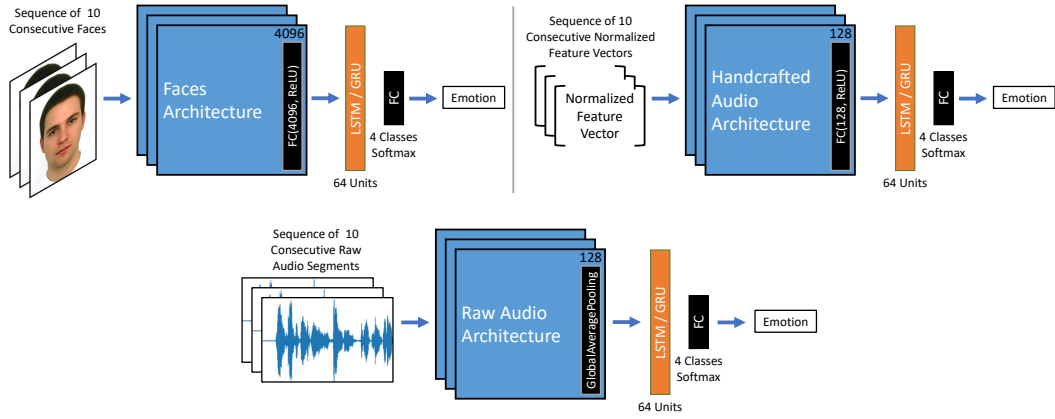 Sequence of 10
Consecutive Faces
Faces
Architecture
4096
FC(4096, ReLU)
LSTM / GRU
64 Units
FC
4 Classes
Softmax
Emotion
Sequence of 10
Consecutive Normalized
Feature Vectors
Normalized
Feature
Vector
Handcrafted
Audio
Architecture
128
FC(128, ReLU)
LSTM / GRU
64 Units
FC
4 Classes
Softmax
Emotion
Sequence of 10
Consecutive Raw
Audio Segments
Raw Audio
Architecture
128
GlobalAveragePooling
LSTM / GRU
64 Units
FC
4 Classes
Softmax
Emotion